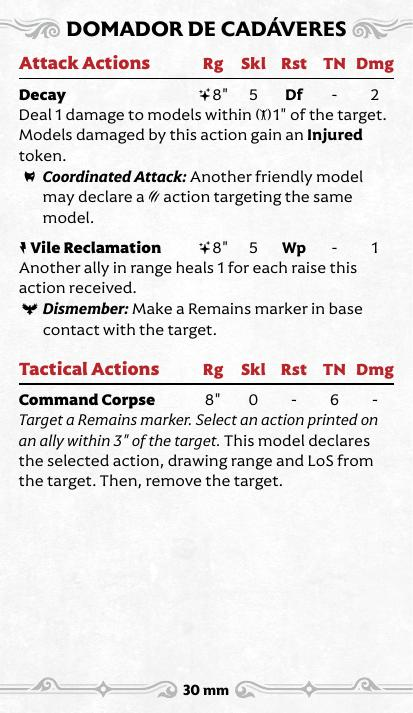 DOMADOR DE CADÁVERES
Attack Actions Rg Skl Rst TN Dmg
Decay 8" 5 Df - 2
Deal 1 damage to models within 1" of the target.
Models damaged by this action gain an Injured
token.
Coordinated Attack: Another friendly model
may declare a action targeting the same
model.
Vile Reclamation 8" 5 Wp - 1
Another ally in range heals 1 for each raise this
action received.
Dismember: Make a Remains marker in base
contact with the target.
Tactical Actions Rg Skl Rst TN Dmg
Command Corpse 8" 0 - 6 -
Target a Remains marker. Select an action printed on
an ally within 3" of the target. This model declares
the selected action, drawing range and LoS from
the target. Then, remove the target.
30 mm